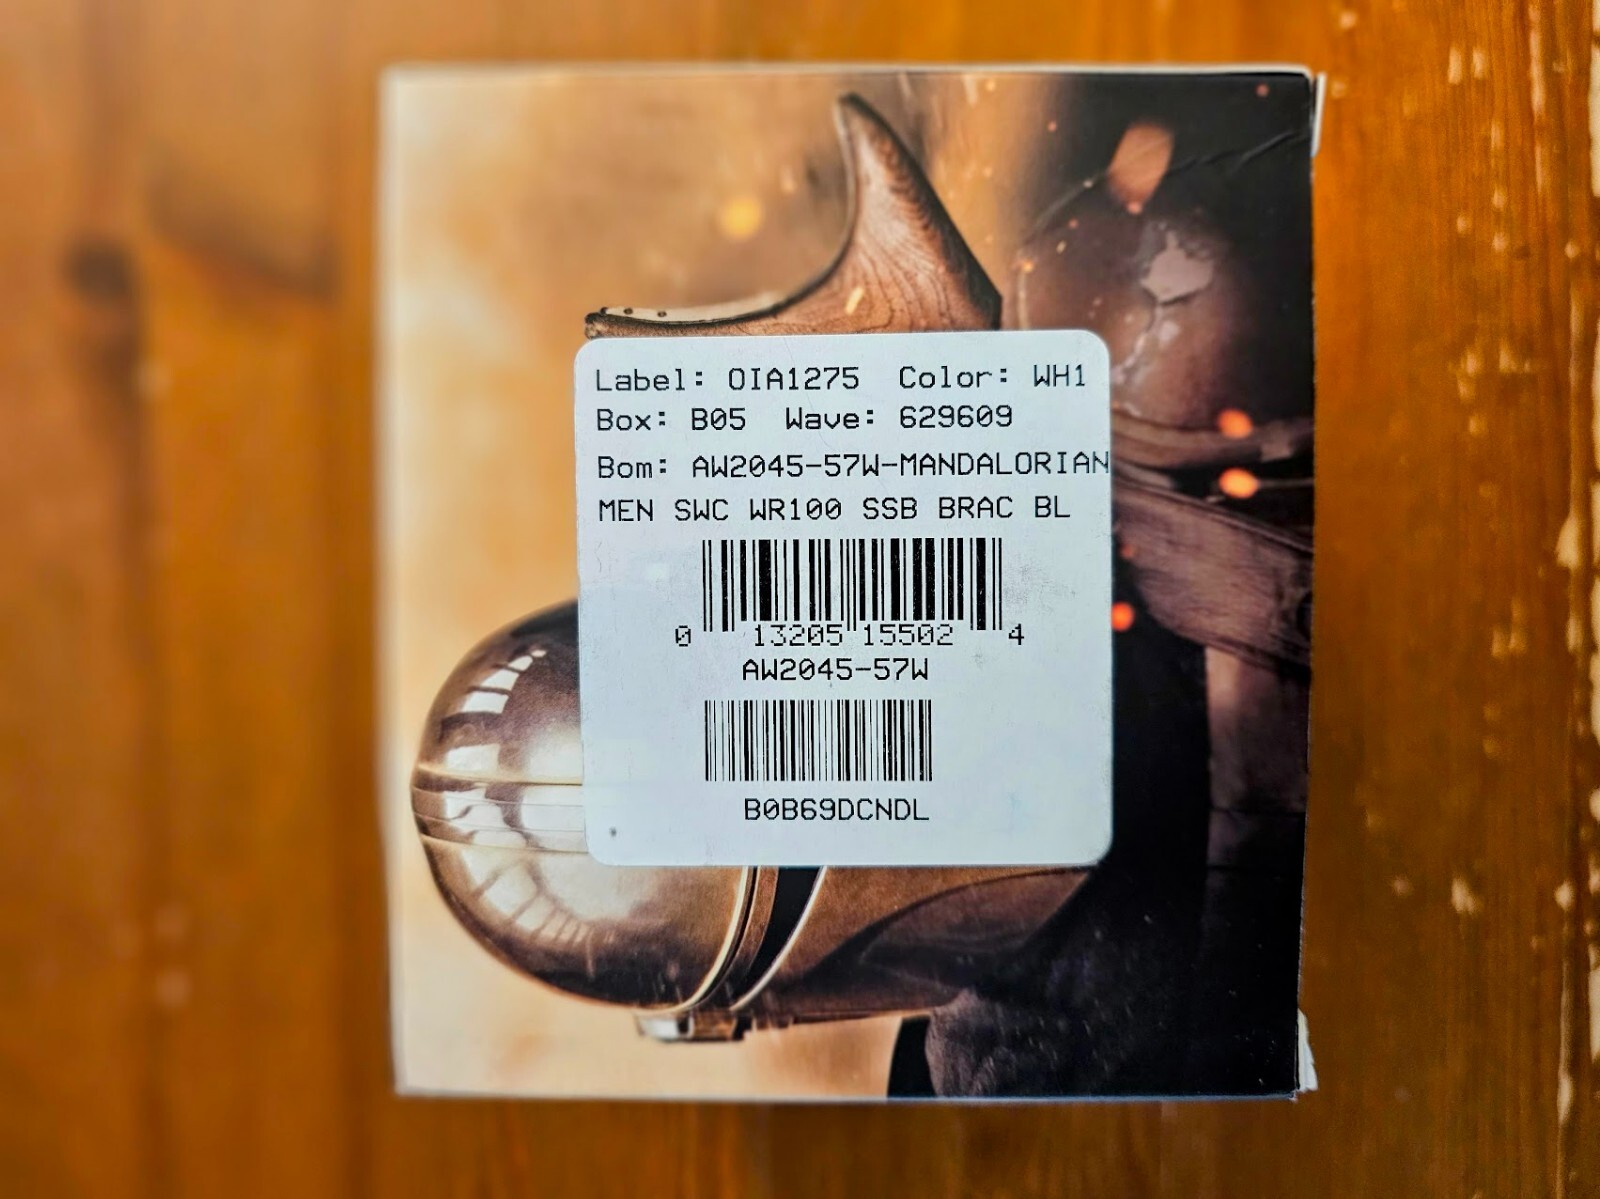 Label: OIA1275 Color: WH1
Box: B05 Wave: 629609
Bom: AW2045-57W-MANDALORIAN
MEN SWC WR100 SSB BRAC BL
0 13205 15502 4
AW2045-57W
B0B69DCNDL